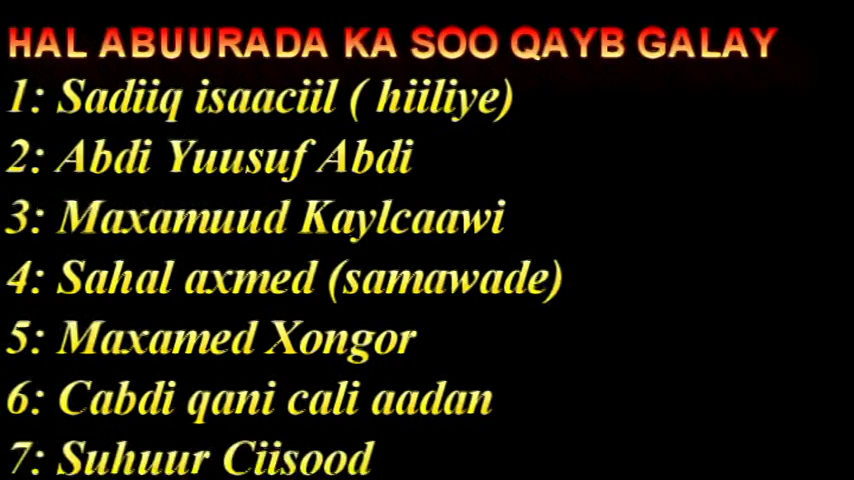 HAL ABUURADA KA SOO QAYB GALAY
1: Sadiiq isaaciil ( hiiliye)
2: Abdi Yuusuf Abdi
3: Maxamuud Kaylcaawi
4: Sahal axmed (samawade)
5: Maxamed Xongor
6: Cabdi qani cali aadan
7: Suhuur Ciisood